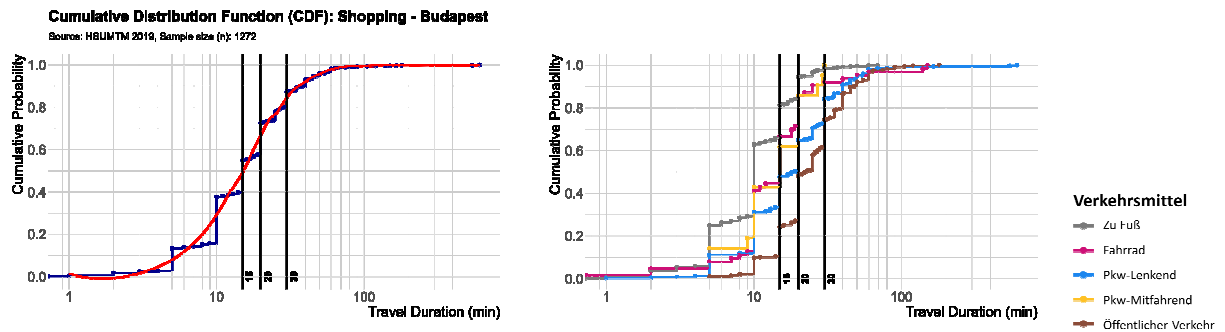 Cumulative Distribution Function (CDF): Shopping - Budapest
Source: HSUMTM 2019, Sample size (n): 1272
Cumulative Probability
1.0
0.8
0.6
0.4
0.2
0.0
15
20
30
1
10
100
Travel Duration (min)
Cumulative Probability
1.0
0.8
0.6
0.4
0.2
0.0
15
20
30
1
10
100
Travel Duration (min)
Verkehrsmittel
Zu Fuß
Fahrrad
Pkw-Lenkend
Pkw-Mitfahrend
Öffentlicher Verkehr